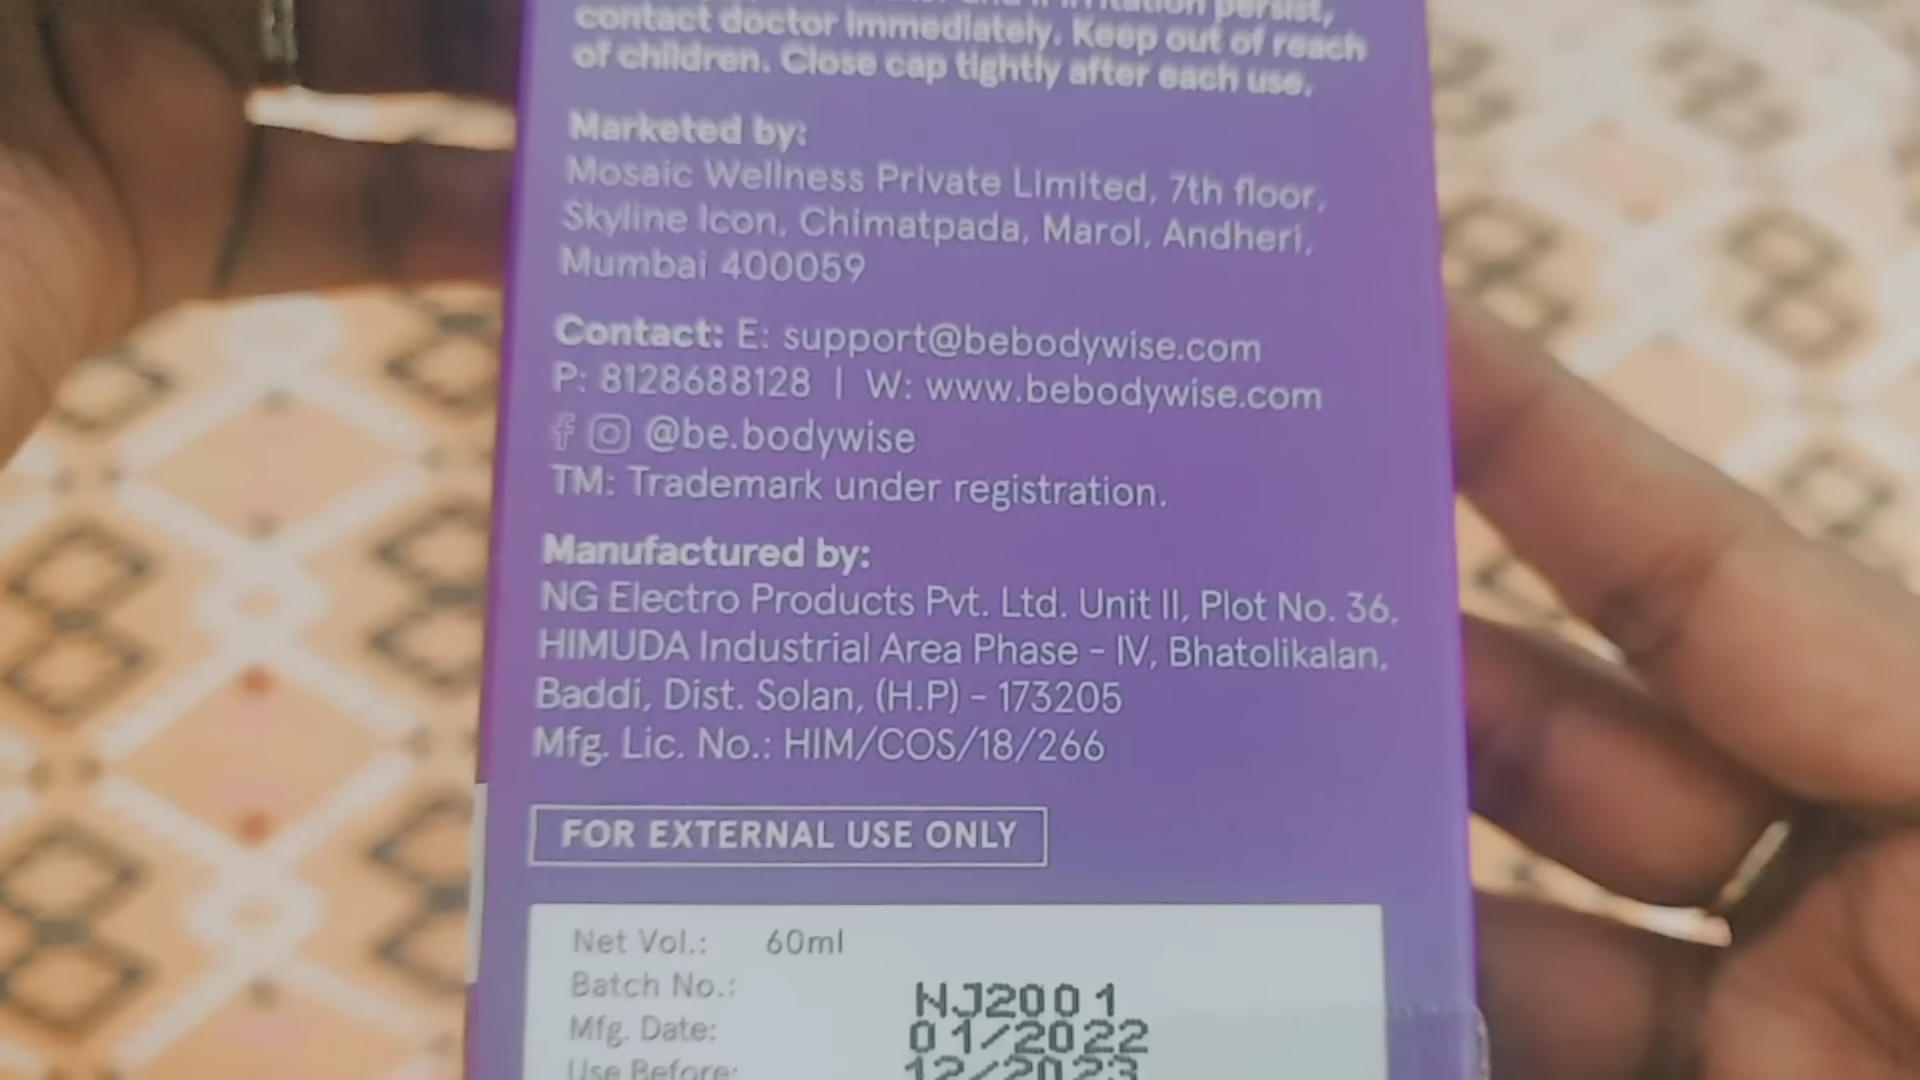 irritation persist,
contact doctor immediately. Keep out of reach
of children. Close cap tightly after each use.
Marketed by:
Mosaic Wellness Private Limited, 7th floor,
Skyline Icon, Chimatpada, Marol, Andheri,
Mumbai 400059
Contact: E: support@bebodywise.com
P: 8128688128 | W: www.bebodywise.com
@be.bodywise
TM: Trademark under registration.
Manufactured by:
NG Electro Products Pvt. Ltd. Unit II, Plot No. 36,
HIMUDA Industrial Area Phase - IV, Bhatolikalan,
Baddi, Dist. Solan, (H.P) - 173205
Mfg. Lic. No.: HIM/COS/18/266
FOR EXTERNAL USE ONLY
Net Vol.: 60ml
Batch No.: NJ2001
Mfg. Date: 01/2022
Use Before: 12/2023